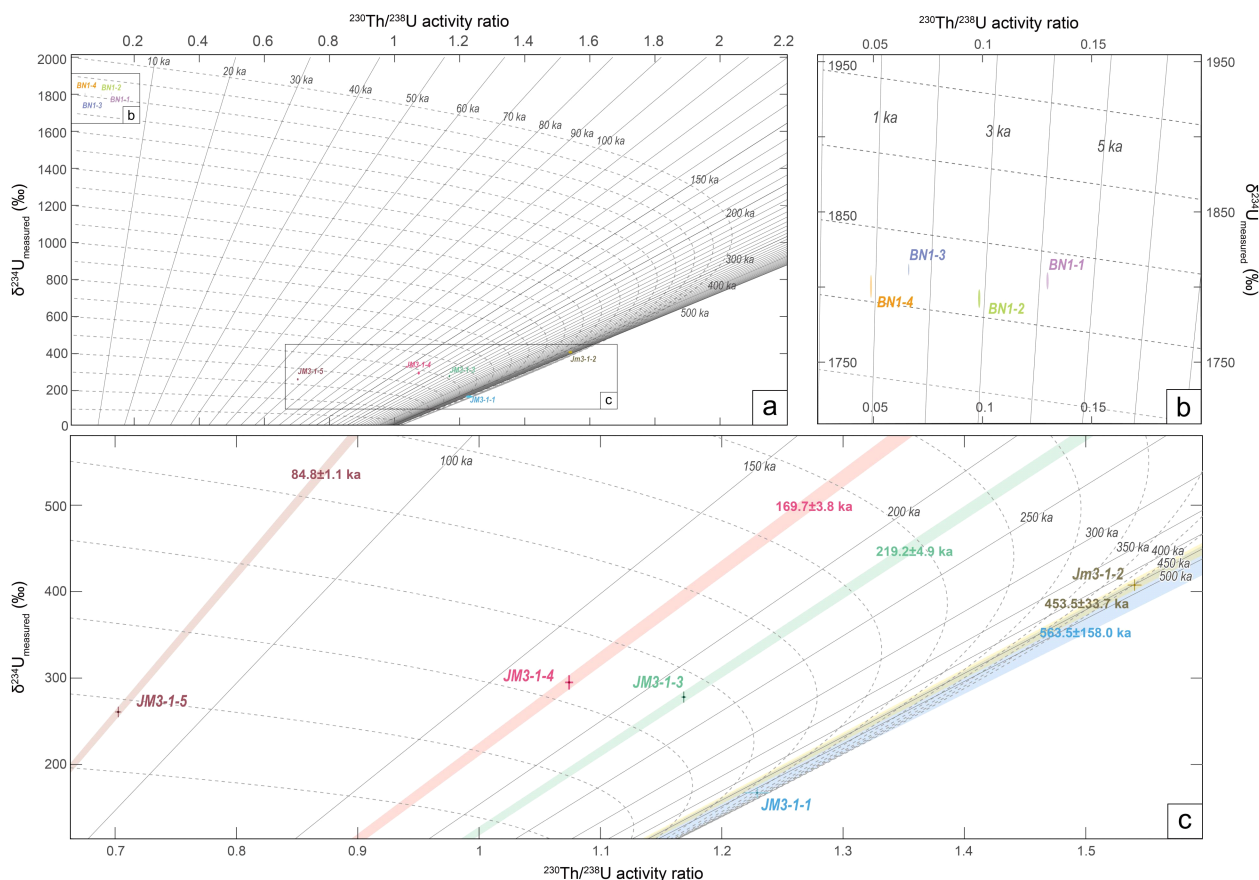 ²³⁰Th/²³⁸U activity ratio
0.2 0.4 0.6 0.8 1 1.2 1.4 1.6 1.8 2 2.2
δ²³⁴U measured (‰)
2000
1800
1600
1400
1200
1000
800
600
400
200
0
10 ka
20 ka
30 ka
40 ka
50 ka
60 ka
70 ka
80 ka
90 ka
100 ka
150 ka
200 ka
300 ka
400 ka
500 ka
BN1-4
BN1-2
BN1-3
BN1-1
b
JM3-1-5
JM3-1-4
JM3-1-3
Jm3-1-2
JM3-1-1
c
a
²³⁰Th/²³⁸U activity ratio
0.05 0.1 0.15
1950
1850
1750
1950
1850
1750
δ²³⁴U measured (‰)
1 ka
3 ka
5 ka
BN1-3
BN1-1
BN1-4
BN1-2
0.05 0.1 0.15
b
δ²³⁴U measured (‰)
500
400
300
200
84.8±1.1 ka
100 ka
150 ka
169.7±3.8 ka
200 ka
219.2±4.9 ka
250 ka
300 ka
350 ka
400 ka
450 ka
500 ka
Jm3-1-2
453.5±33.7 ka
563.5±158.0 ka
JM3-1-5
JM3-1-4
JM3-1-3
JM3-1-1
c
0.7 0.8 0.9 1 1.1 1.2 1.3 1.4 1.5
²³⁰Th/²³⁸U activity ratio